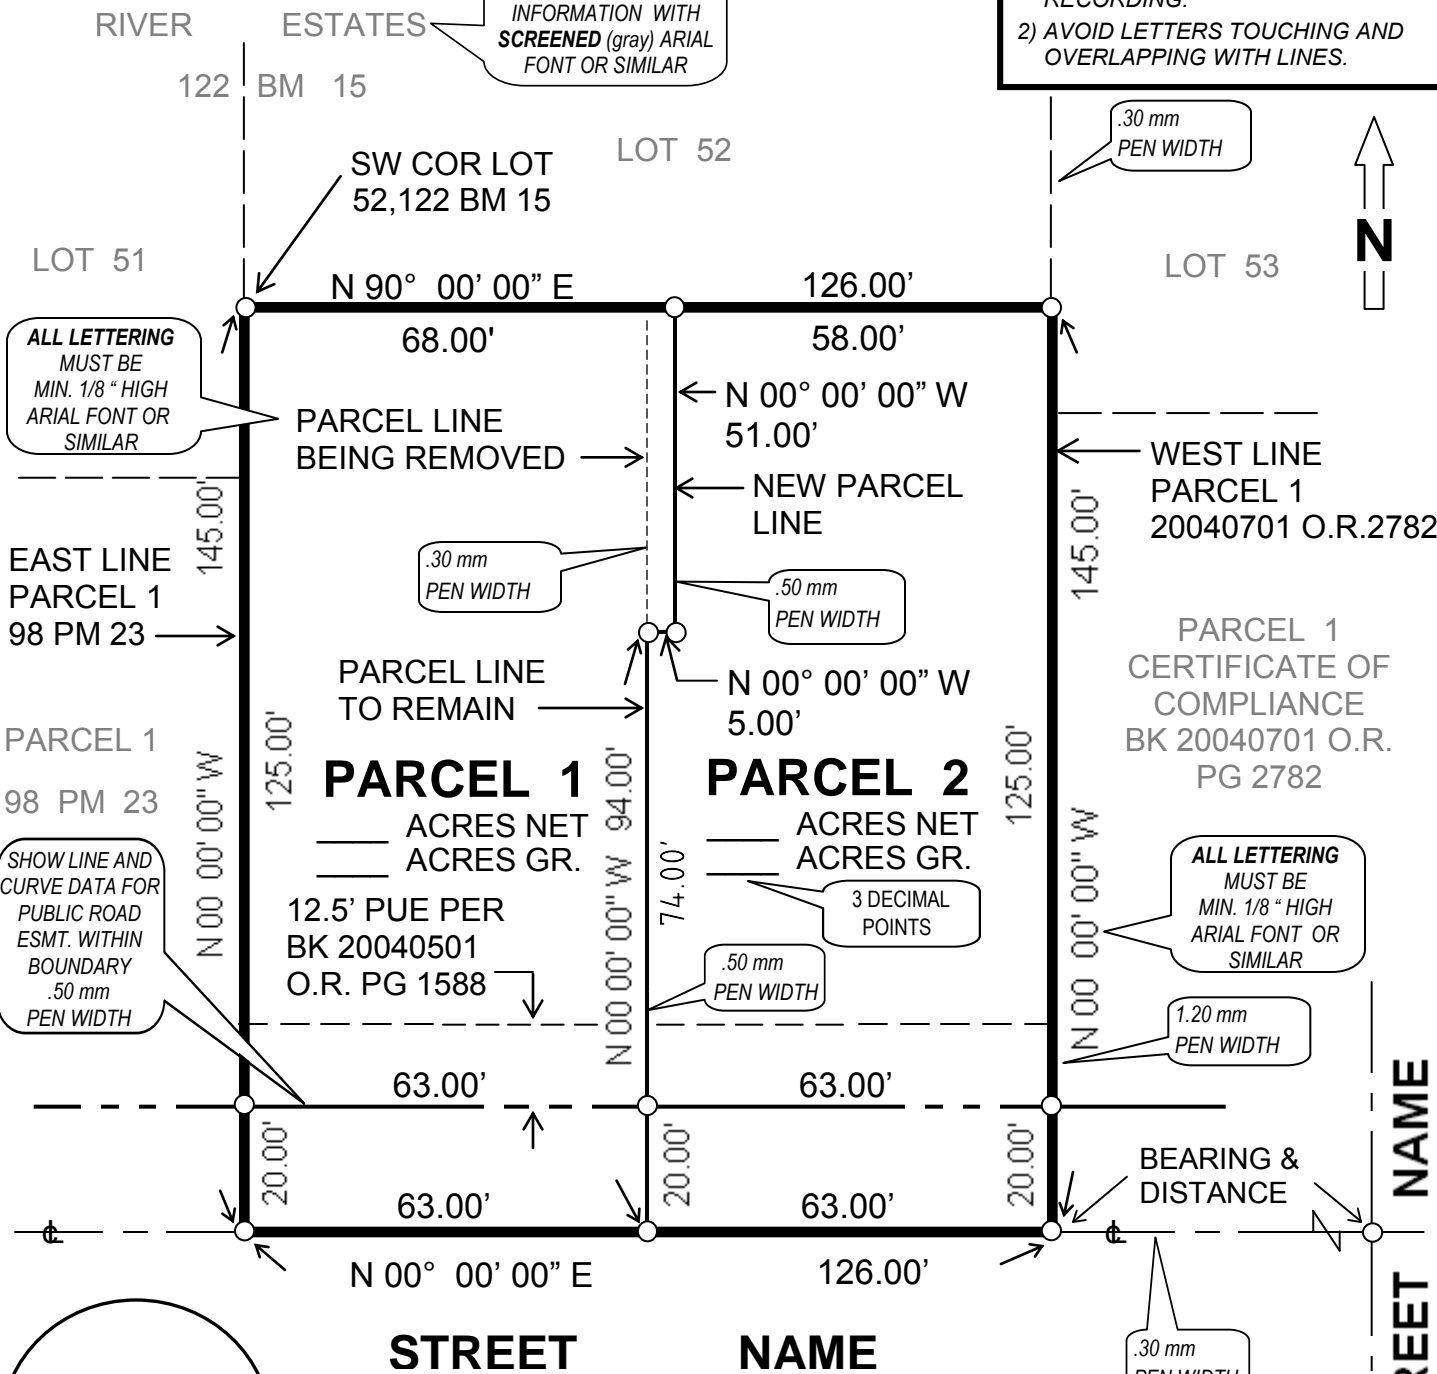 RIVER ESTATES
122 BM 15
INFORMATION WITH
SCREENED (gray) ARIAL
FONT OR SIMILAR
RECORDING.
2) AVOID LETTERS TOUCHING AND
OVERLAPPING WITH LINES.
.30 mm
PEN WIDTH
N
SW COR LOT
52,122 BM 15
LOT 52
LOT 51
LOT 53
N 90° 00’ 00” E
126.00’
68.00'
58.00’
ALL LETTERING
MUST BE
MIN. 1/8 “ HIGH
ARIAL FONT OR
SIMILAR
PARCEL LINE
BEING REMOVED
N 00° 00’ 00” W
51.00’
NEW PARCEL
LINE
WEST LINE
PARCEL 1
20040701 O.R.2782
145.00'
145.00'
EAST LINE
PARCEL 1
98 PM 23
.30 mm
PEN WIDTH
.50 mm
PEN WIDTH
PARCEL LINE
TO REMAIN
N 00° 00’ 00” W
5.00’
PARCEL 1
CERTIFICATE OF
COMPLIANCE
BK 20040701 O.R.
PG 2782
PARCEL 1
98 PM 23
N 00 00' 00" W
125.00'
PARCEL 1
ACRES NET
ACRES GR.
N 00 00' 00" W 94.00'
74.00'
PARCEL 2
ACRES NET
ACRES GR.
3 DECIMAL
POINTS
125.00'
N 00 00' 00" W
ALL LETTERING
MUST BE
MIN. 1/8 “ HIGH
ARIAL FONT OR
SIMILAR
SHOW LINE AND
CURVE DATA FOR
PUBLIC ROAD
ESMT. WITHIN
BOUNDARY
.50 mm
PEN WIDTH
12.5’ PUE PER
BK 20040501
O.R. PG 1588
.50 mm
PEN WIDTH
1.20 mm
PEN WIDTH
63.00’
63.00’
20.00'
20.00'
20.00'
63.00’
63.00’
BEARING &
DISTANCE
NAME
℄
℄
N 00° 00’ 00” E
126.00’
STREET NAME
.30 mm
PEN WIDTH
REET